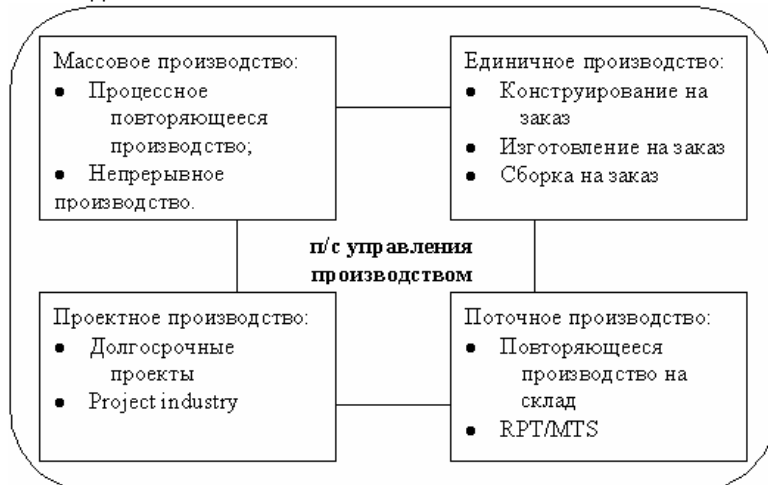 Массовое производство:
● Процессное
повторяющееся
производство;
● Непрерывное
производство.
Единичное производство:
● Конструирование на
заказ
● Изготовление на заказ
● Сборка на заказ
п/с управления
производством
Проектное производство:
● Долгосрочные
проекты
● Project industry
Поточное производство:
● Повторяющееся
производство на
склад
● RPT/MTS